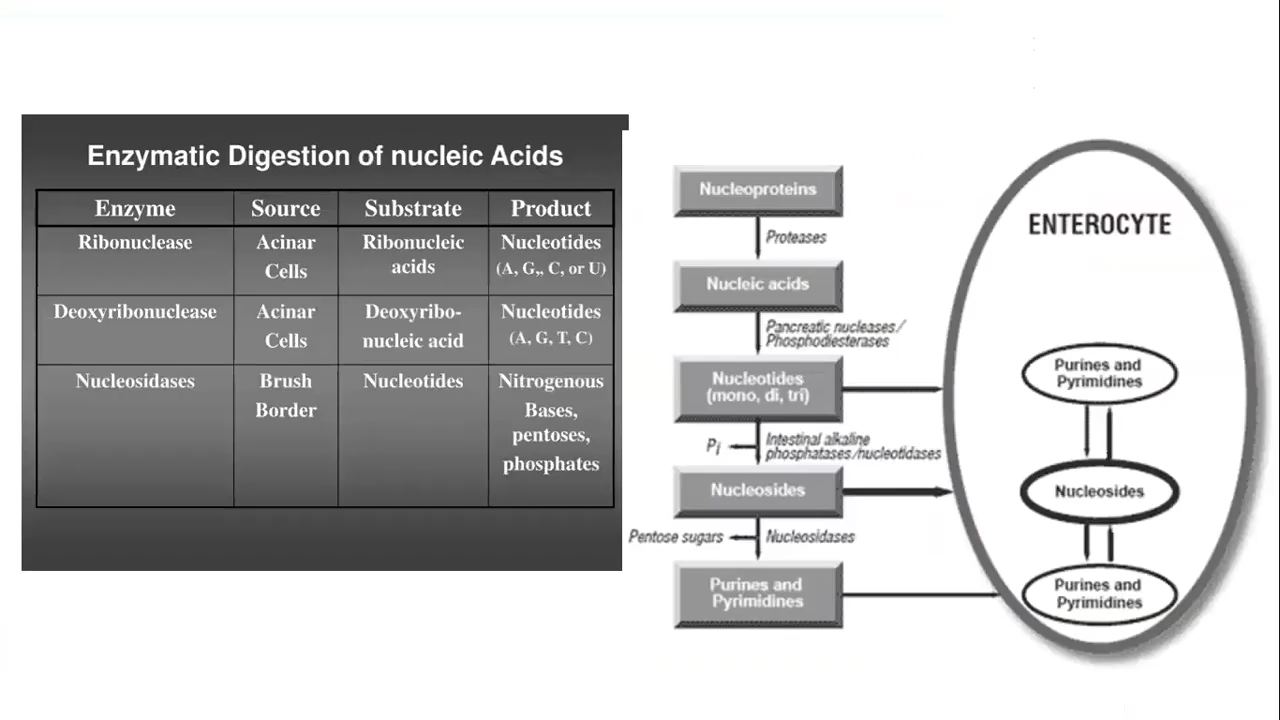 Enzymatic Digestion of nucleic Acids
Enzyme Source Substrate Product
Ribonuclease
Acinar
Cells
Ribonucleic
acids
Nucleotides
(A, G,, C, or U)
Deoxyribonuclease
Acinar
Cells
Deoxyribo-
nucleic acid
Nucleotides
(A, G, T, C)
Nucleosidases
Brush
Border
Nucleotides
Nitrogenous
Bases,
pentoses,
phosphates
Nucleoproteins
Proteases
Nucleic acids
Pancreatic nucleases/
Phosphodiesterases
Nucleotides
(mono, di, tri)
Pi
Intestinal alkaline
phosphatases/nucleotidases
Nucleosides
Pentose sugars
Nucleosidases
Purines and
Pyrimidines
ENTEROCYTE
Purines and
Pyrimidines
Nucleosides
Purines and
Pyrimidines